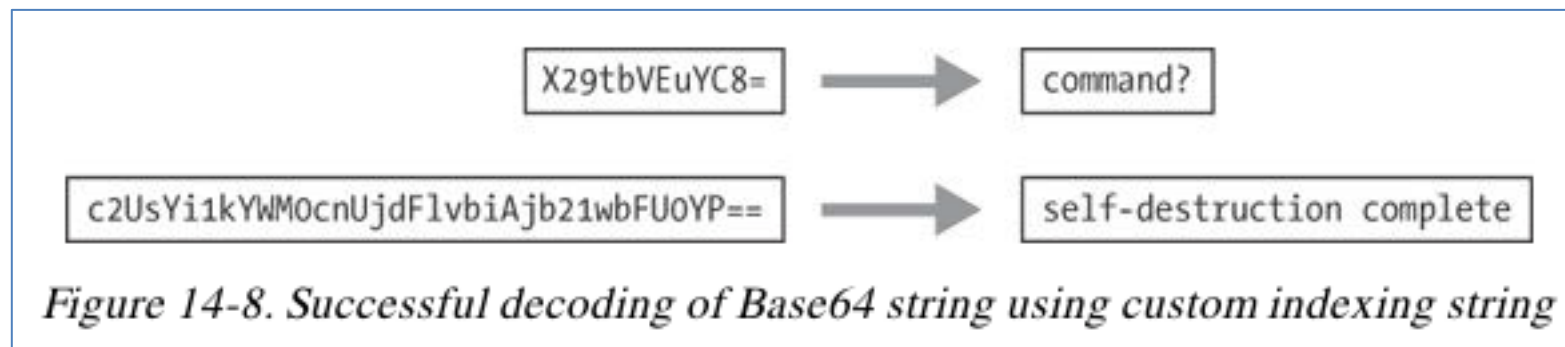 X29tbVEuYC8=
command?
c2UsYi1kYWM0cnUjdFlvbiAjb21wbFU0YP==
self-destruction complete
Figure 14-8. Successful decoding of Base64 string using custom indexing string